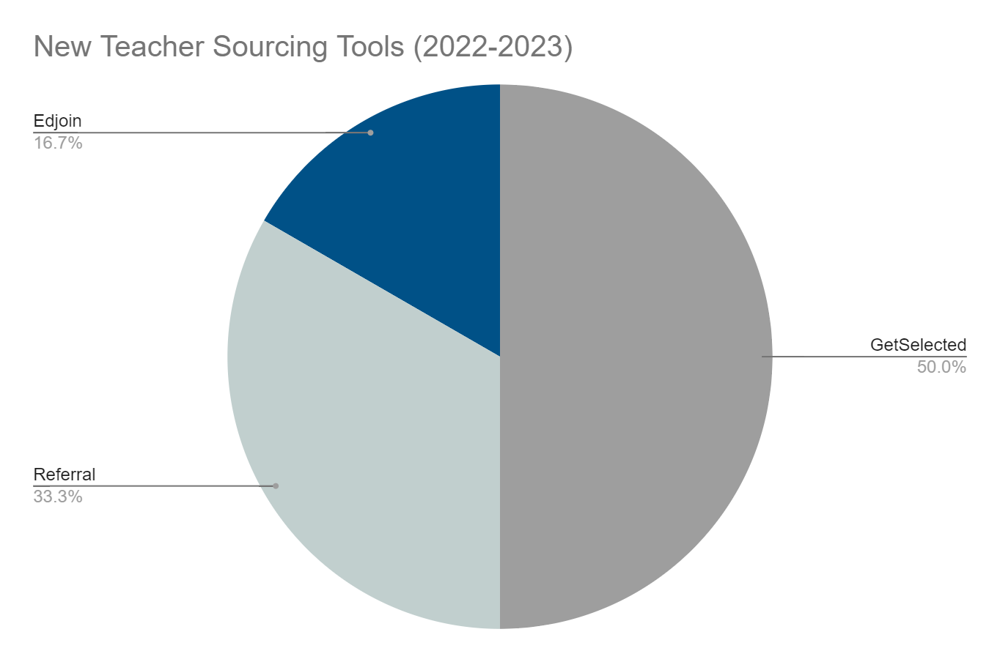 New Teacher Sourcing Tools (2022-2023)
Edjoin
16.7%
GetSelected
50.0%
Referral
33.3%